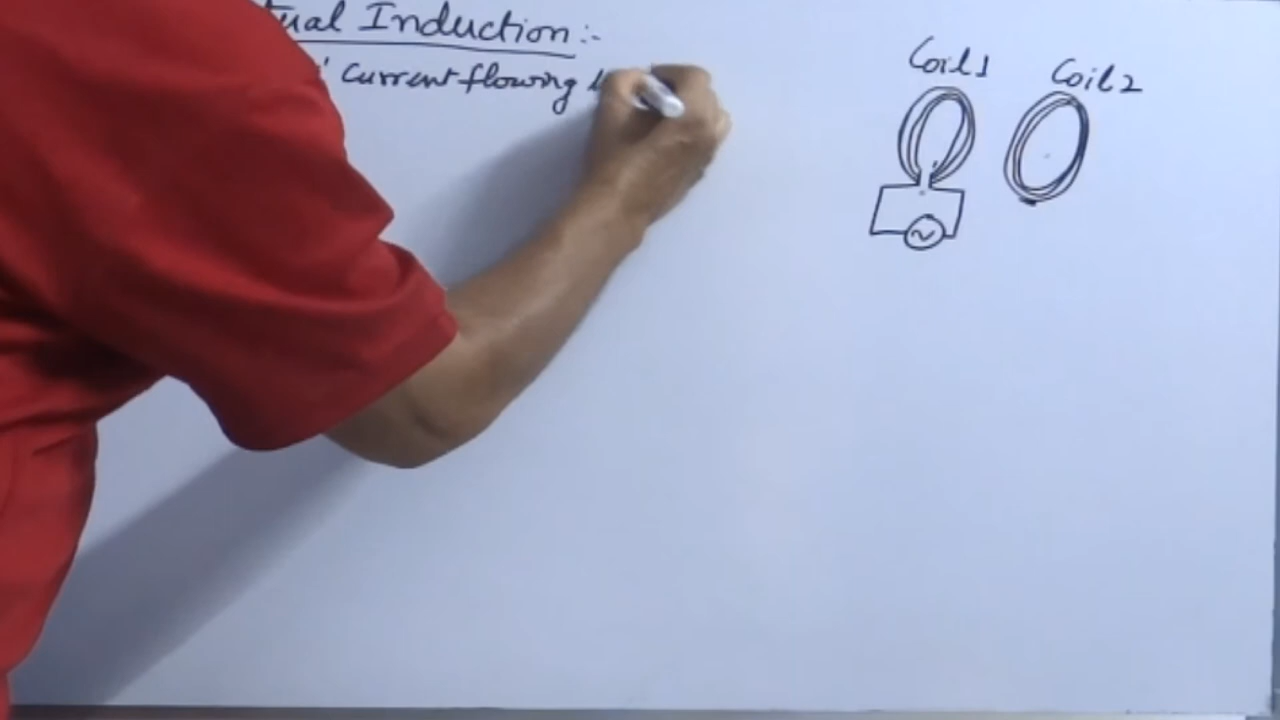 tual Induction :-
' Current flowing
Coil 1
Coil 2